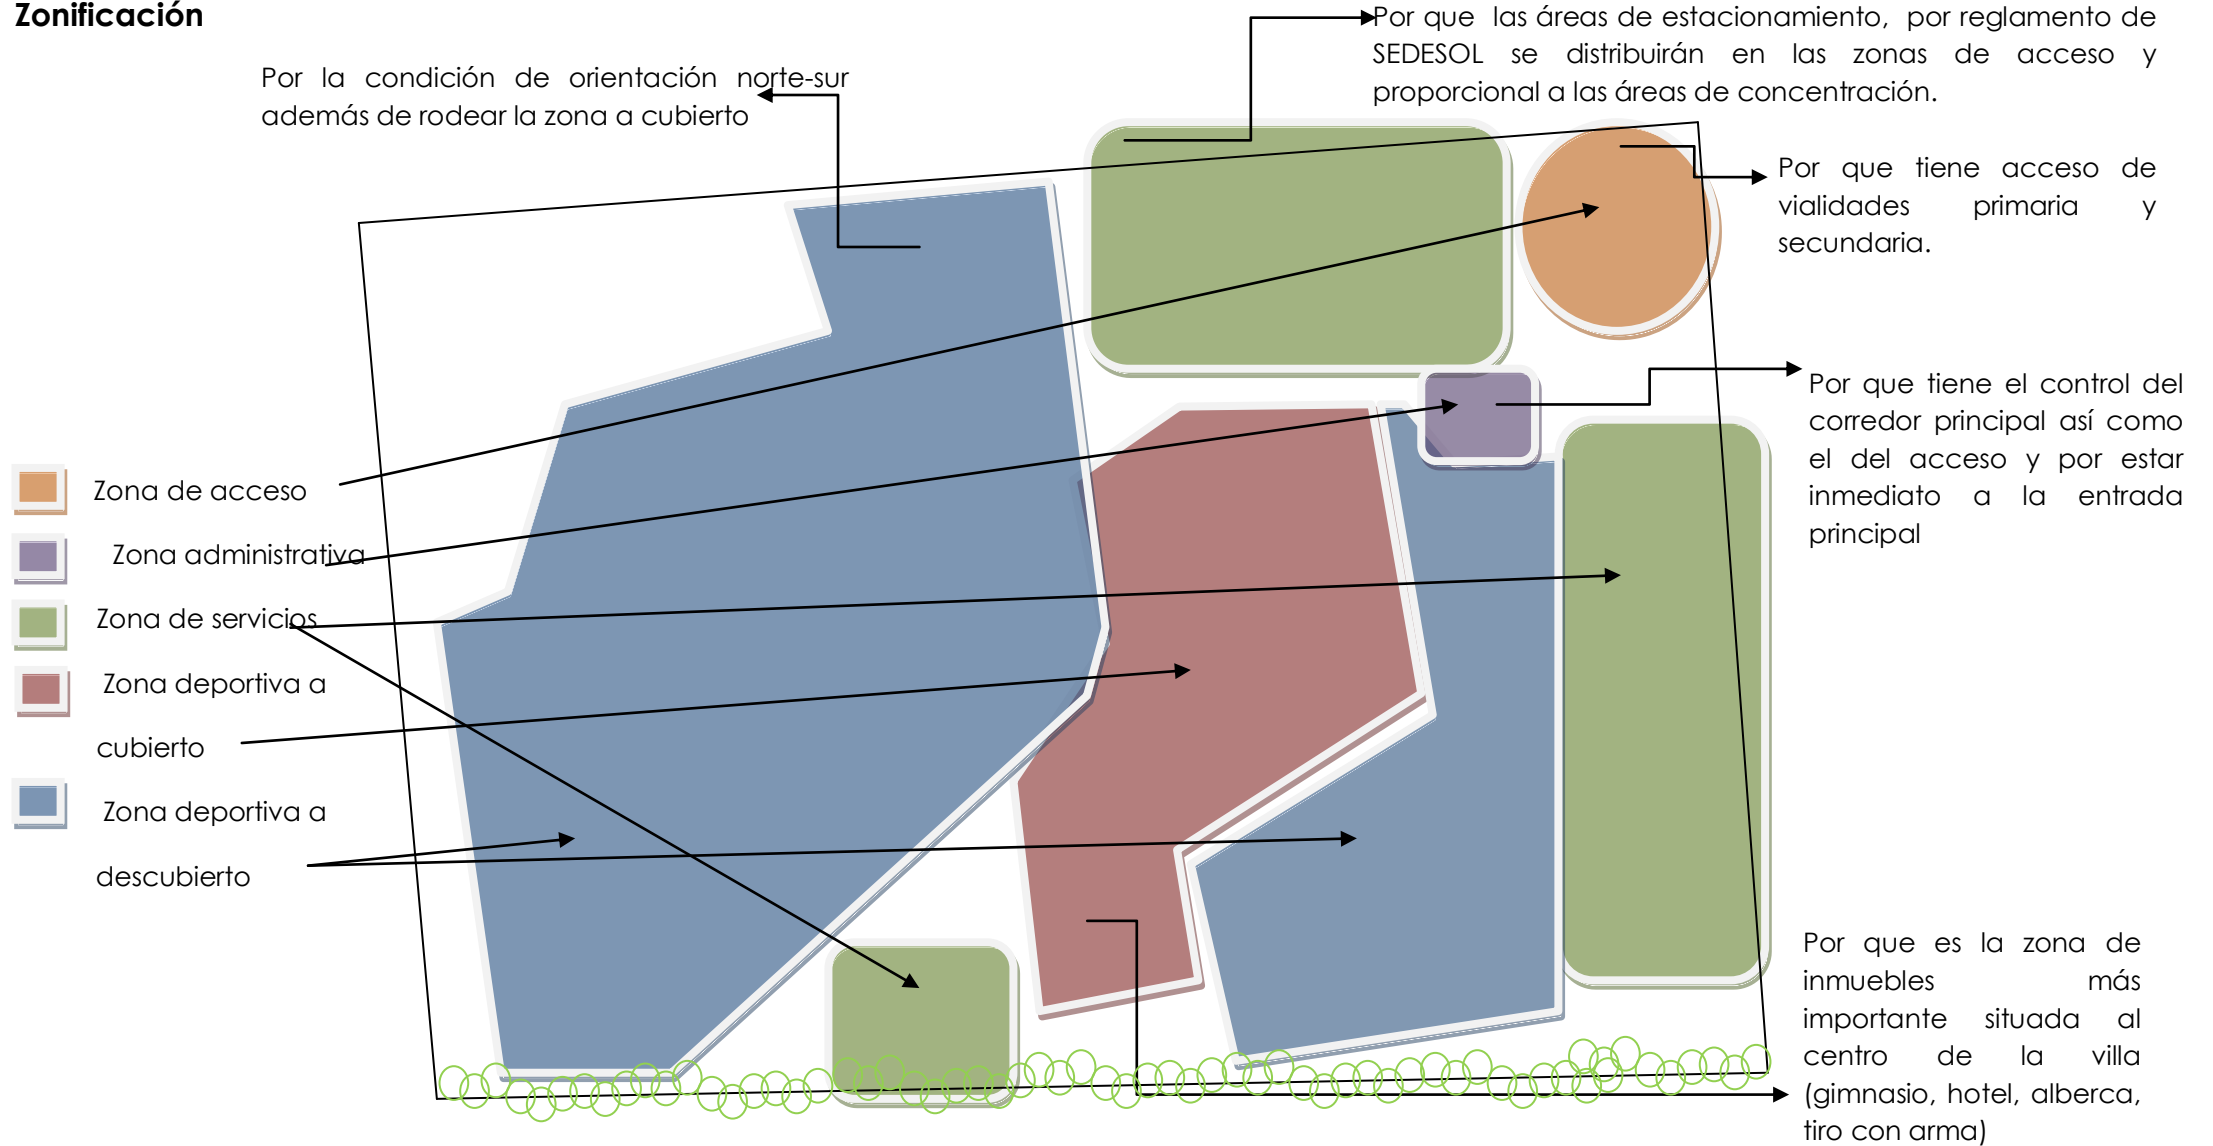 Zonificación
Por que las áreas de estacionamiento, por reglamento de
SEDESOL se distribuirán en las zonas de acceso y
proporcional a las áreas de concentración.
Por la condición de orientación norte-sur
además de rodear la zona a cubierto
Por que tiene acceso de
vialidades primaria y
secundaria.
Por que tiene el control del
corredor principal así como
el del acceso y por estar
inmediato a la entrada
principal
Zona de acceso
Zona administrativa
Zona de servicios
Zona deportiva a
cubierto
Zona deportiva a
descubierto
Por que es la zona de
inmuebles más
importante situada al
centro de la villa
(gimnasio, hotel, alberca,
tiro con arma)